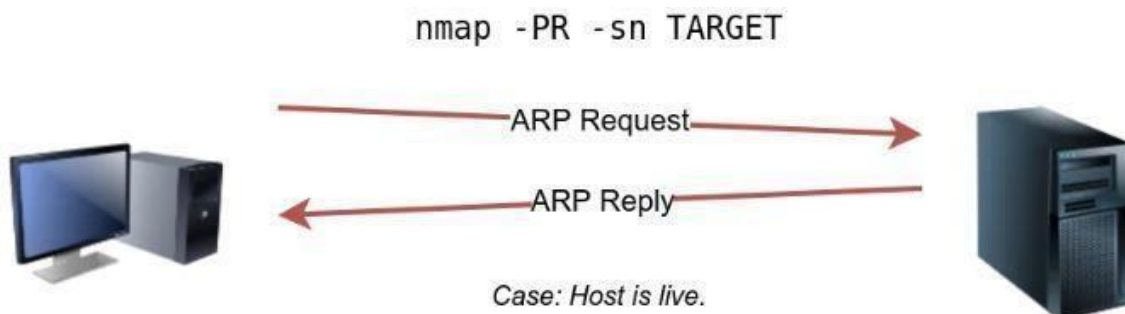 nmap -PR -sn TARGET
ARP Request
ARP Reply
Case: Host is live.